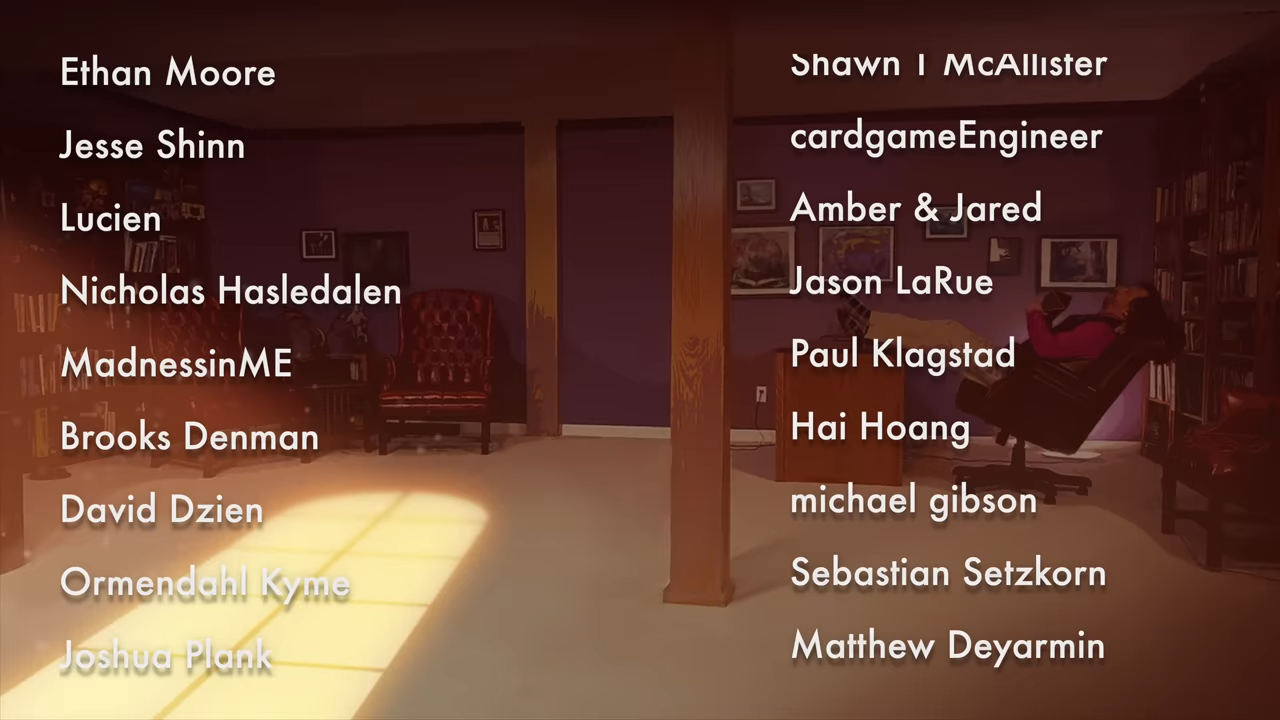 Ethan Moore
Jesse Shinn
Lucien
Nicholas Hasledalen
MadnessinME
Brooks Denman
David Dzien
Ormendahl Kyme
Joshua Plank
Shawn T McAllister
cardgameEngineer
Amber & Jared
Jason LaRue
Paul Klagstad
Hai Hoang
michael gibson
Sebastian Setzkorn
Matthew Deyarmin